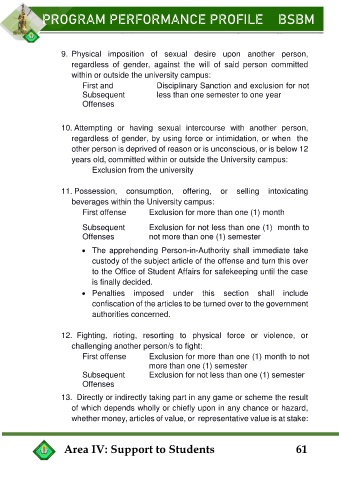 PROGRAM PERFORMANCE PROFILE BSBM
9. Physical imposition of sexual desire upon another person,
regardless of gender, against the will of said person committed
within or outside the university campus:
First and Disciplinary Sanction and exclusion for not
Subsequent less than one semester to one year
Offenses
10. Attempting or having sexual intercourse with another person,
regardless of gender, by using force or intimidation, or when the
other person is deprived of reason or is unconscious, or is below 12
years old, committed within or outside the University campus:
Exclusion from the university
11. Possession, consumption, offering, or selling intoxicating
beverages within the University campus:
First offense Exclusion for more than one (1) month
Subsequent Exclusion for not less than one (1) month to
Offenses not more than one (1) semester
• The apprehending Person-in-Authority shall immediate take
custody of the subject article of the offense and turn this over
to the Office of Student Affairs for safekeeping until the case
is finally decided.
• Penalties imposed under this section shall include
confiscation of the articles to be turned over to the government
authorities concerned.
12. Fighting, rioting, resorting to physical force or violence, or
challenging another person/s to fight:
First offense Exclusion for more than one (1) month to not
more than one (1) semester
Subsequent Exclusion for not less than one (1) semester
Offenses
13. Directly or indirectly taking part in any game or scheme the result
of which depends wholly or chiefly upon in any chance or hazard,
whether money, articles of value, or representative value is at stake:
Area IV: Support to Students 61